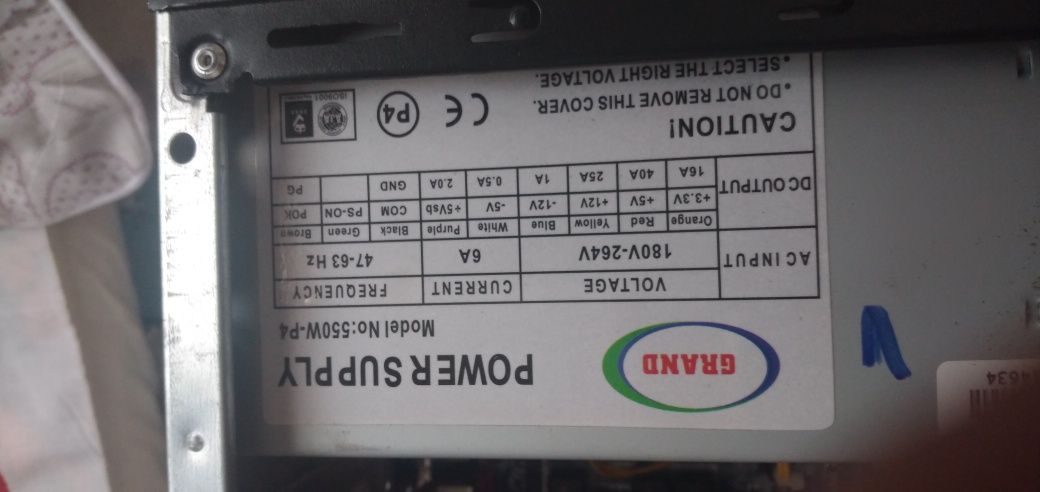 GRAND
POWER SUPPLY
Model No:550W-P4
VOLTAGE CURRENT FREQUENCY
AC INPUT 180V-264V 6A 47-63 Hz
DC OUTPUT
Orange Red Yellow Blue White Purple Black Green Brown
+3.3V +5V +12V -12V -5V +5Vsb COM PS-ON POK
16A 40A 25A 1A 0.5A 2.0A GND PG
CAUTION!
• DO NOT REMOVE THIS COVER.
• SELECT THE RIGHT VOLTAGE.
CE P4
ISO9001
4634